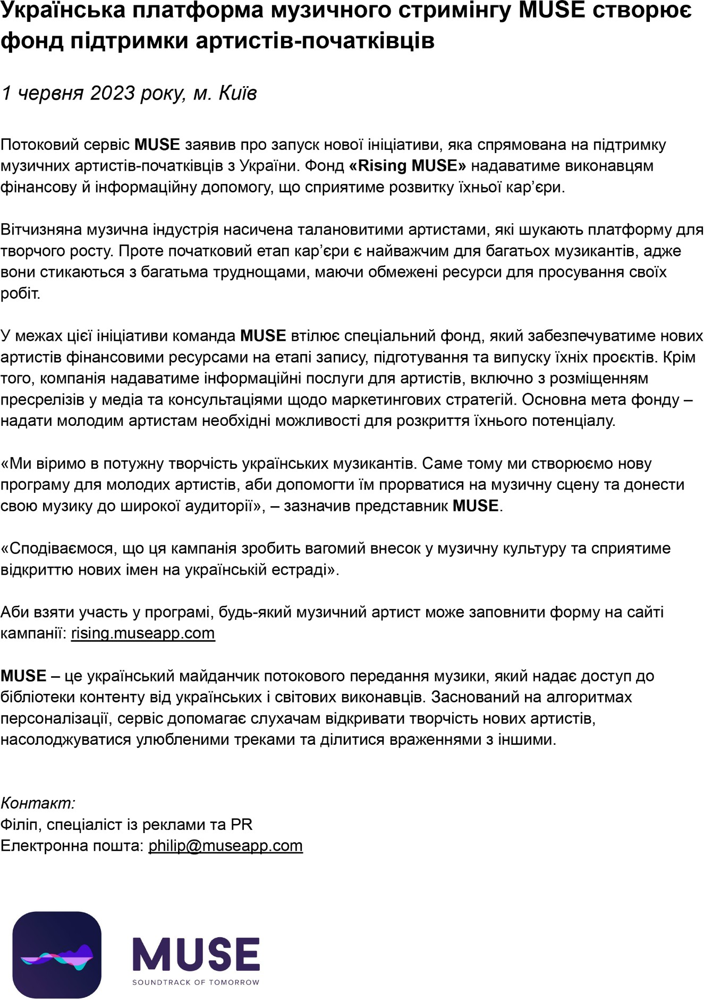 Українська платформа музичного стримінгу MUSE створює
фонд підтримки артистів-початківців
1 червня 2023 року, м. Київ
Потоковий сервіс MUSE заявив про запуск нової ініціативи, яка спрямована на підтримку
музичних артистів-початківців з України. Фонд «Rising MUSE» надаватиме виконавцям
фінансову й інформаційну допомогу, що сприятиме розвитку їхньої кар’єри.
Вітчизняна музична індустрія насичена талановитими артистами, які шукають платформу для
творчого росту. Проте початковий етап кар’єри є найважчим для багатьох музикантів, адже
вони стикаються з багатьма труднощами, маючи обмежені ресурси для просування своїх
робіт.
У межах цієї ініціативи команда MUSE втілює спеціальний фонд, який забезпечуватиме нових
артистів фінансовими ресурсами на етапі запису, підготування та випуску їхніх проєктів. Крім
того, компанія надаватиме інформаційні послуги для артистів, включно з розміщенням
пресрелізів у медіа та консультаціями щодо маркетингових стратегій. Основна мета фонду –
надати молодим артистам необхідні можливості для розкриття їхнього потенціалу.
«Ми віримо в потужну творчість українських музикантів. Саме тому ми створюємо нову
програму для молодих артистів, аби допомогти їм прорватися на музичну сцену та донести
свою музику до широкої аудиторії», – зазначив представник MUSE.
«Сподіваємося, що ця кампанія зробить вагомий внесок у музичну культуру та сприятиме
відкриттю нових імен на українській естраді».
Аби взяти участь у програмі, будь-який музичний артист може заповнити форму на сайті
кампанії: rising.museapp.com
MUSE – це український майданчик потокового передання музики, який надає доступ до
бібліотеки контенту від українських і світових виконавців. Заснований на алгоритмах
персоналізації, сервіс допомагає слухачам відкривати творчість нових артистів,
насолоджуватися улюбленими треками та ділитися враженнями з іншими.
Контакт:
Філіп, спеціаліст із реклами та PR
Електронна пошта: philip@museapp.com
MUSE
SOUNDTRACK OF TOMORROW